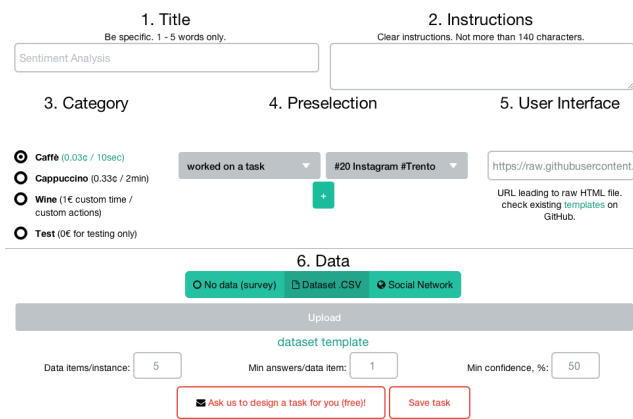 1. Title
Be specific. 1 - 5 words only.
Sentiment Analysis
2. Instructions
Clear instructions. Not more than 140 characters.
3. Category
Caffè (0.03¢ / 10sec)
Cappuccino (0.33¢ / 2min)
Wine (1€ custom time /
custom actions)
Test (0€ for testing only)
4. Preselection
worked on a task
#20 Instagram #Trento
+
5. User Interface
https://raw.githubusercontent.
URL leading to raw HTML file.
check existing templates on
GitHub.
6. Data
No data (survey)
Dataset .CSV
Social Network
Upload
dataset template
Data items/instance: 5
Min answers/data item: 1
Min confidence, %: 50
Ask us to design a task for you (free)!
Save task